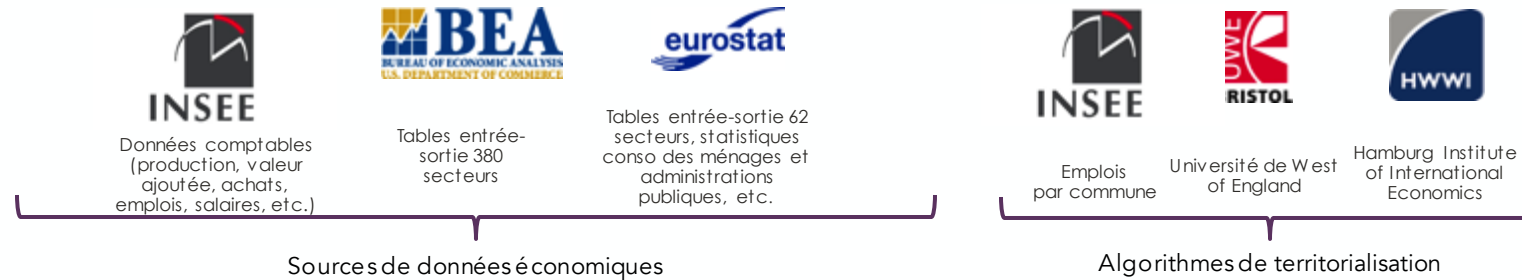 INSEE
Données comptables
(production, valeur
ajoutée, achats,
emplois, salaires, etc.)
BEA
BUREAU OF ECONOMIC ANALYSIS
U.S. DEPARTMENT OF COMMERCE
Tables entrée-
sortie 380
secteurs
eurostat
Tables entrée-sortie 62
secteurs, statistiques
conso des ménages et
administrations
publiques, etc.
Sources de données économiques
INSEE
Emplois
par commune
UWE
BRISTOL
Université de West
of England
HWWI
Hamburg Institute
of International
Economics
Algorithmes de territorialisation